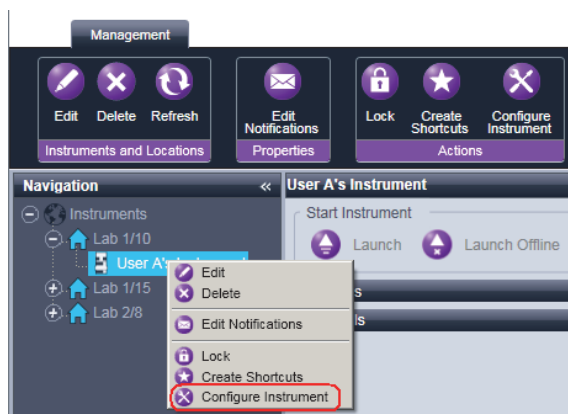 Management
Edit Delete Refresh
Edit
Notifications
Lock
Create
Shortcuts
Configure
Instrument
Instruments and Locations
Properties
Actions
Navigation «
User A's Instrument
Instruments
Start Instrument
Lab 1/10
Launch Launch Offline
User A's
Edit
Lab 1/15
Delete
Lab 2/8
Edit Notifications
Lock
Create Shortcuts
Configure Instrument